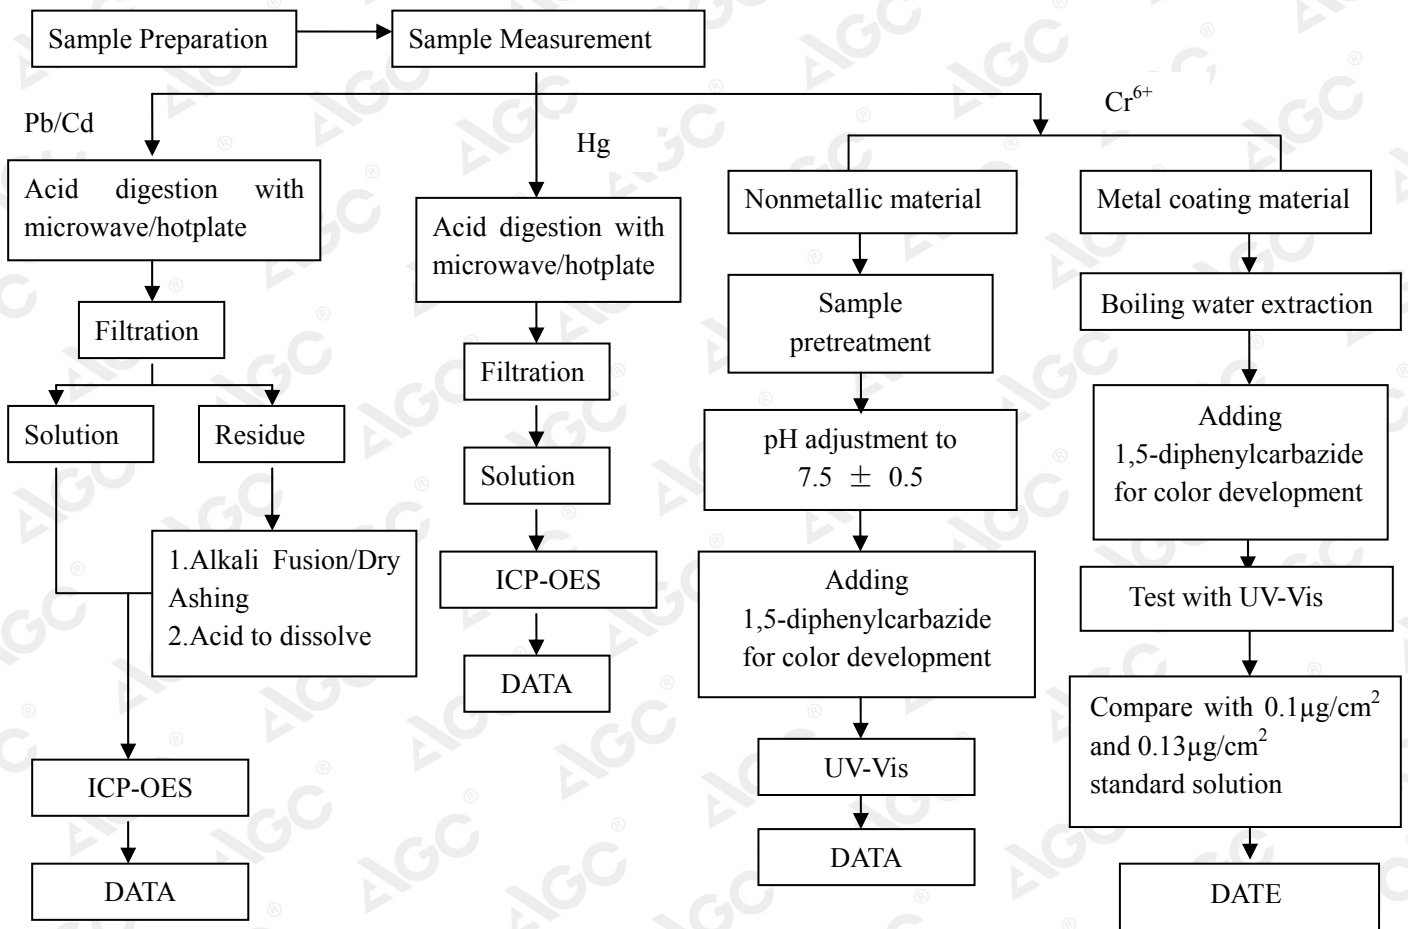 Sample Preparation
Sample Measurement
Pb/Cd
Hg
Cr⁶⁺
Acid digestion with
microwave/hotplate
Filtration
Solution
Residue
1.Alkali Fusion/Dry
Ashing
2.Acid to dissolve
ICP-OES
DATA
Acid digestion with
microwave/hotplate
Filtration
Solution
ICP-OES
DATA
Nonmetallic material
Sample
pretreatment
pH adjustment to
7.5 ± 0.5
Adding
1,5-diphenylcarbazide
for color development
UV-Vis
DATA
Metal coating material
Boiling water extraction
Adding
1,5-diphenylcarbazide
for color development
Test with UV-Vis
Compare with 0.1µg/cm²
and 0.13µg/cm²
standard solution
DATE
AGC®